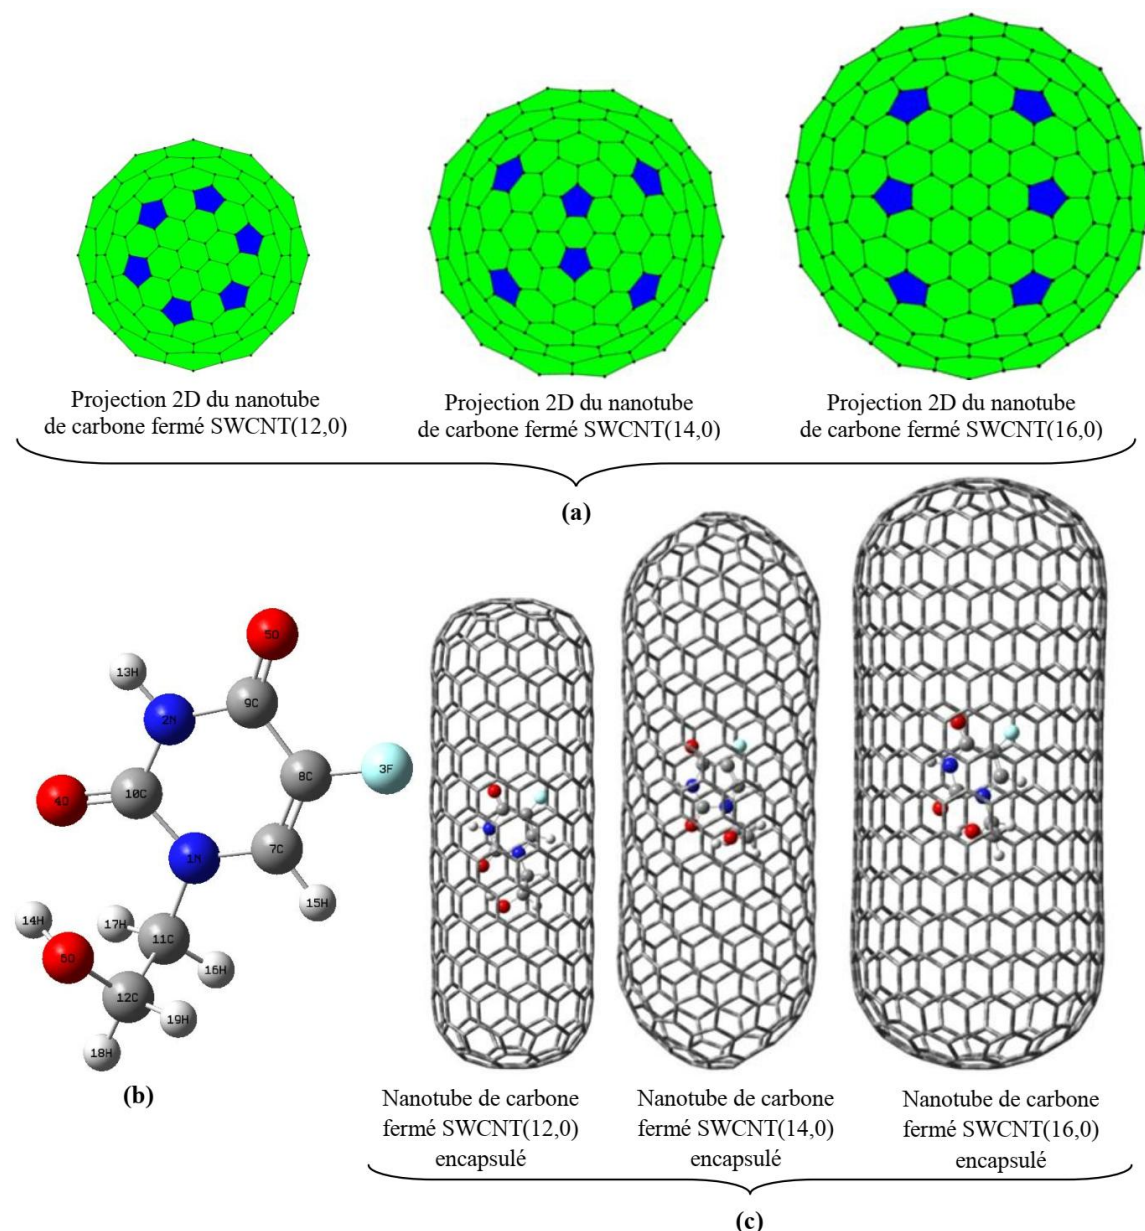 Projection 2D du nanotube
de carbone fermé SWCNT(12,0)
Projection 2D du nanotube
de carbone fermé SWCNT(14,0)
Projection 2D du nanotube
de carbone fermé SWCNT(16,0)
(a)
5O
13H
9C
2N
3F
8C
4O
10C
1N
7C
15H
14H
17H
11C
6O
16H
12C
19H
18H
(b)
Nanotube de carbone
fermé SWCNT(12,0)
encapsulé
Nanotube de carbone
fermé SWCNT(14,0)
encapsulé
Nanotube de carbone
fermé SWCNT(16,0)
encapsulé
(c)